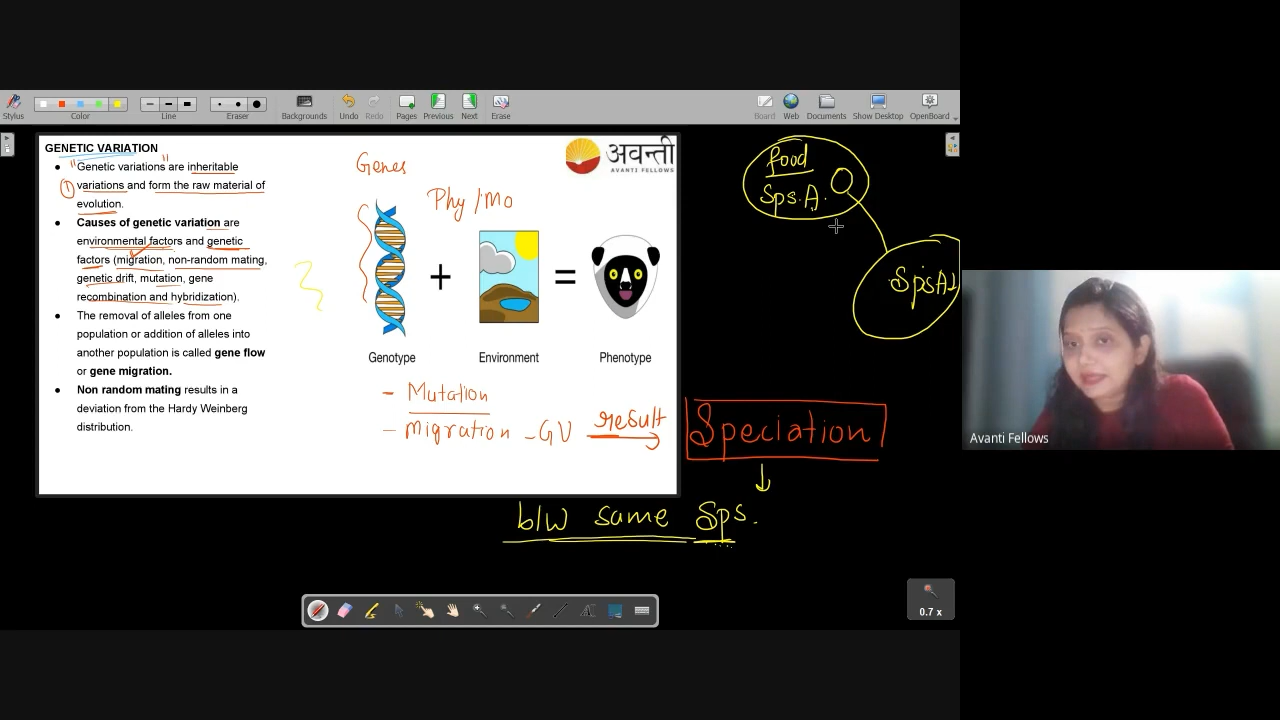 Stylus
Color
Line
Eraser
Backgrounds
Undo
Redo
Pages
Previous
Next
Erase
Board
Web
Documents
Show Desktop
OpenBoard
GENETIC VARIATION
"Genetic variations" are inheritable
① variations and form the raw material of
evolution.
Causes of genetic variation are
environmental factors and genetic
factors (migration, non-random mating,
genetic drift, mutation, gene
recombination and hybridization).
The removal of alleles from one
population or addition of alleles into
another population is called gene flow
or gene migration.
Non random mating results in a
deviation from the Hardy Weinberg
distribution.
Genes
Phy/Mo
अवन्ती
AVANTI FELLOWS
+
=
Genotype
Environment
Phenotype
- Mutation
- Migration - GV result
Speciation
b/w same Sps.
food
Sps.A.
SpsA1
Avanti Fellows
0.7 x